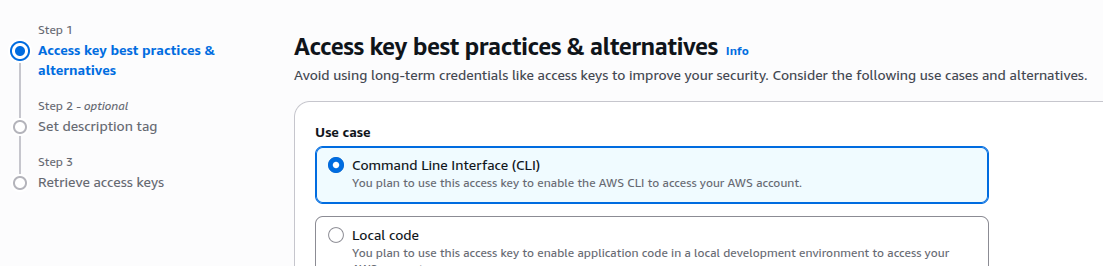 Step 1
Access key best practices &
alternatives
Step 2 - optional
Set description tag
Step 3
Retrieve access keys
Access key best practices & alternatives Info
Avoid using long-term credentials like access keys to improve your security. Consider the following use cases and alternatives.
Use case
Command Line Interface (CLI)
You plan to use this access key to enable the AWS CLI to access your AWS account.
Local code
You plan to use this access key to enable application code in a local development environment to access your